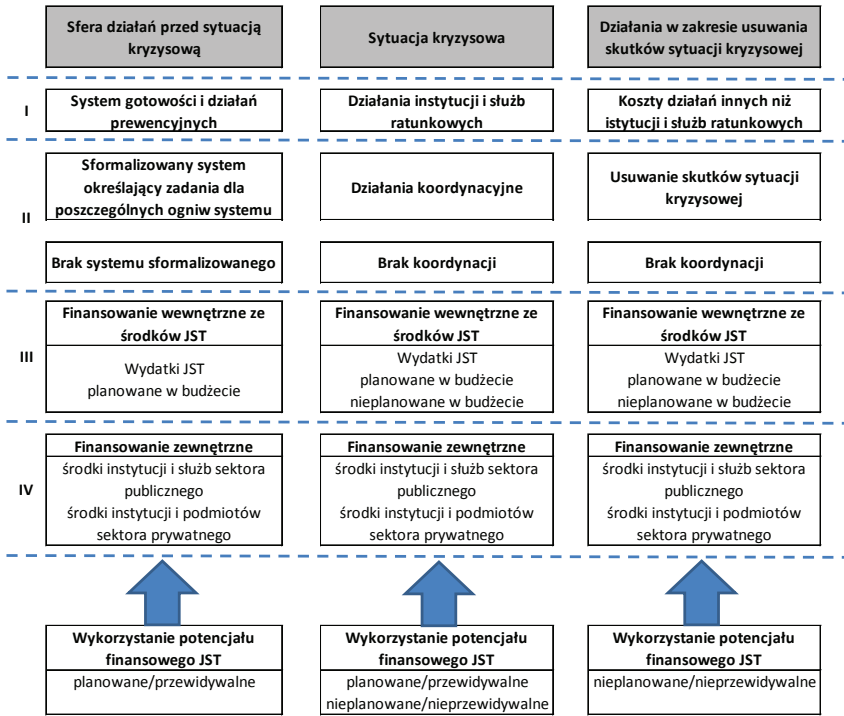 Sfera działań przed sytuacją
kryzysową
Sytuacja kryzysowa
Działania w zakresie usuwania
skutków sytuacji kryzysowej
I
System gotowości i działań
prewencyjnych
Działania instytucji i służb
ratunkowych
Koszty działań innych niż
istytucji i służb ratunkowych
II
Sformalizowany system
określający zadania dla
poszczególnych ogniw systemu
Działania koordynacyjne
Usuwanie skutków sytuacji
kryzysowej
Brak systemu sformalizowanego
Brak koordynacji
Brak koordynacji
III
Finansowanie wewnętrzne ze
środków JST
Wydatki JST
planowane w budżecie
Finansowanie wewnętrzne ze
środków JST
Wydatki JST
planowane w budżecie
nieplanowane w budżecie
Finansowanie wewnętrzne ze
środków JST
Wydatki JST
planowane w budżecie
nieplanowane w budżecie
IV
Finansowanie zewnętrzne
środki instytucji i służb sektora
publicznego
środki instytucji i podmiotów
sektora prywatnego
Finansowanie zewnętrzne
środki instytucji i służb sektora
publicznego
środki instytucji i podmiotów
sektora prywatnego
Finansowanie zewnętrzne
środki instytucji i służb sektora
publicznego
środki instytucji i podmiotów
sektora prywatnego
Wykorzystanie potencjału
finansowego JST
planowane/przewidywalne
Wykorzystanie potencjału
finansowego JST
planowane/przewidywalne
nieplanowane/nieprzewidywalne
Wykorzystanie potencjału
finansowego JST
nieplanowane/nieprzewidywalne